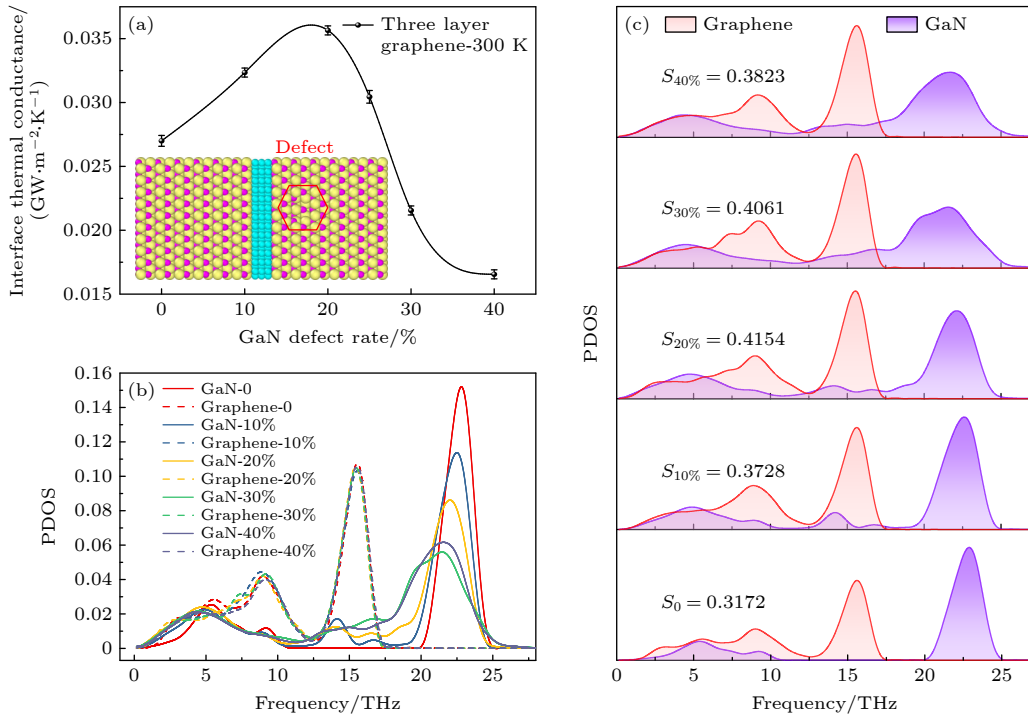 (a)
Three layer
graphene-300 K
Interface thermal conductance/
(GW·m⁻²·K⁻¹)
0.035
0.030
0.025
0.020
0.015
Defect
0
10
20
30
40
GaN defect rate/%
(b)
GaN-0
Graphene-0
GaN-10%
Graphene-10%
GaN-20%
Graphene-20%
GaN-30%
Graphene-30%
GaN-40%
Graphene-40%
PDOS
0.16
0.14
0.12
0.10
0.08
0.06
0.04
0.02
0
0
5
10
15
20
25
Frequency/THz
(c)
Graphene
GaN
S₄₀% = 0.3823
S₃₀% = 0.4061
S₂₀% = 0.4154
S₁₀% = 0.3728
S₀ = 0.3172
PDOS
0
5
10
15
20
25
Frequency/THz